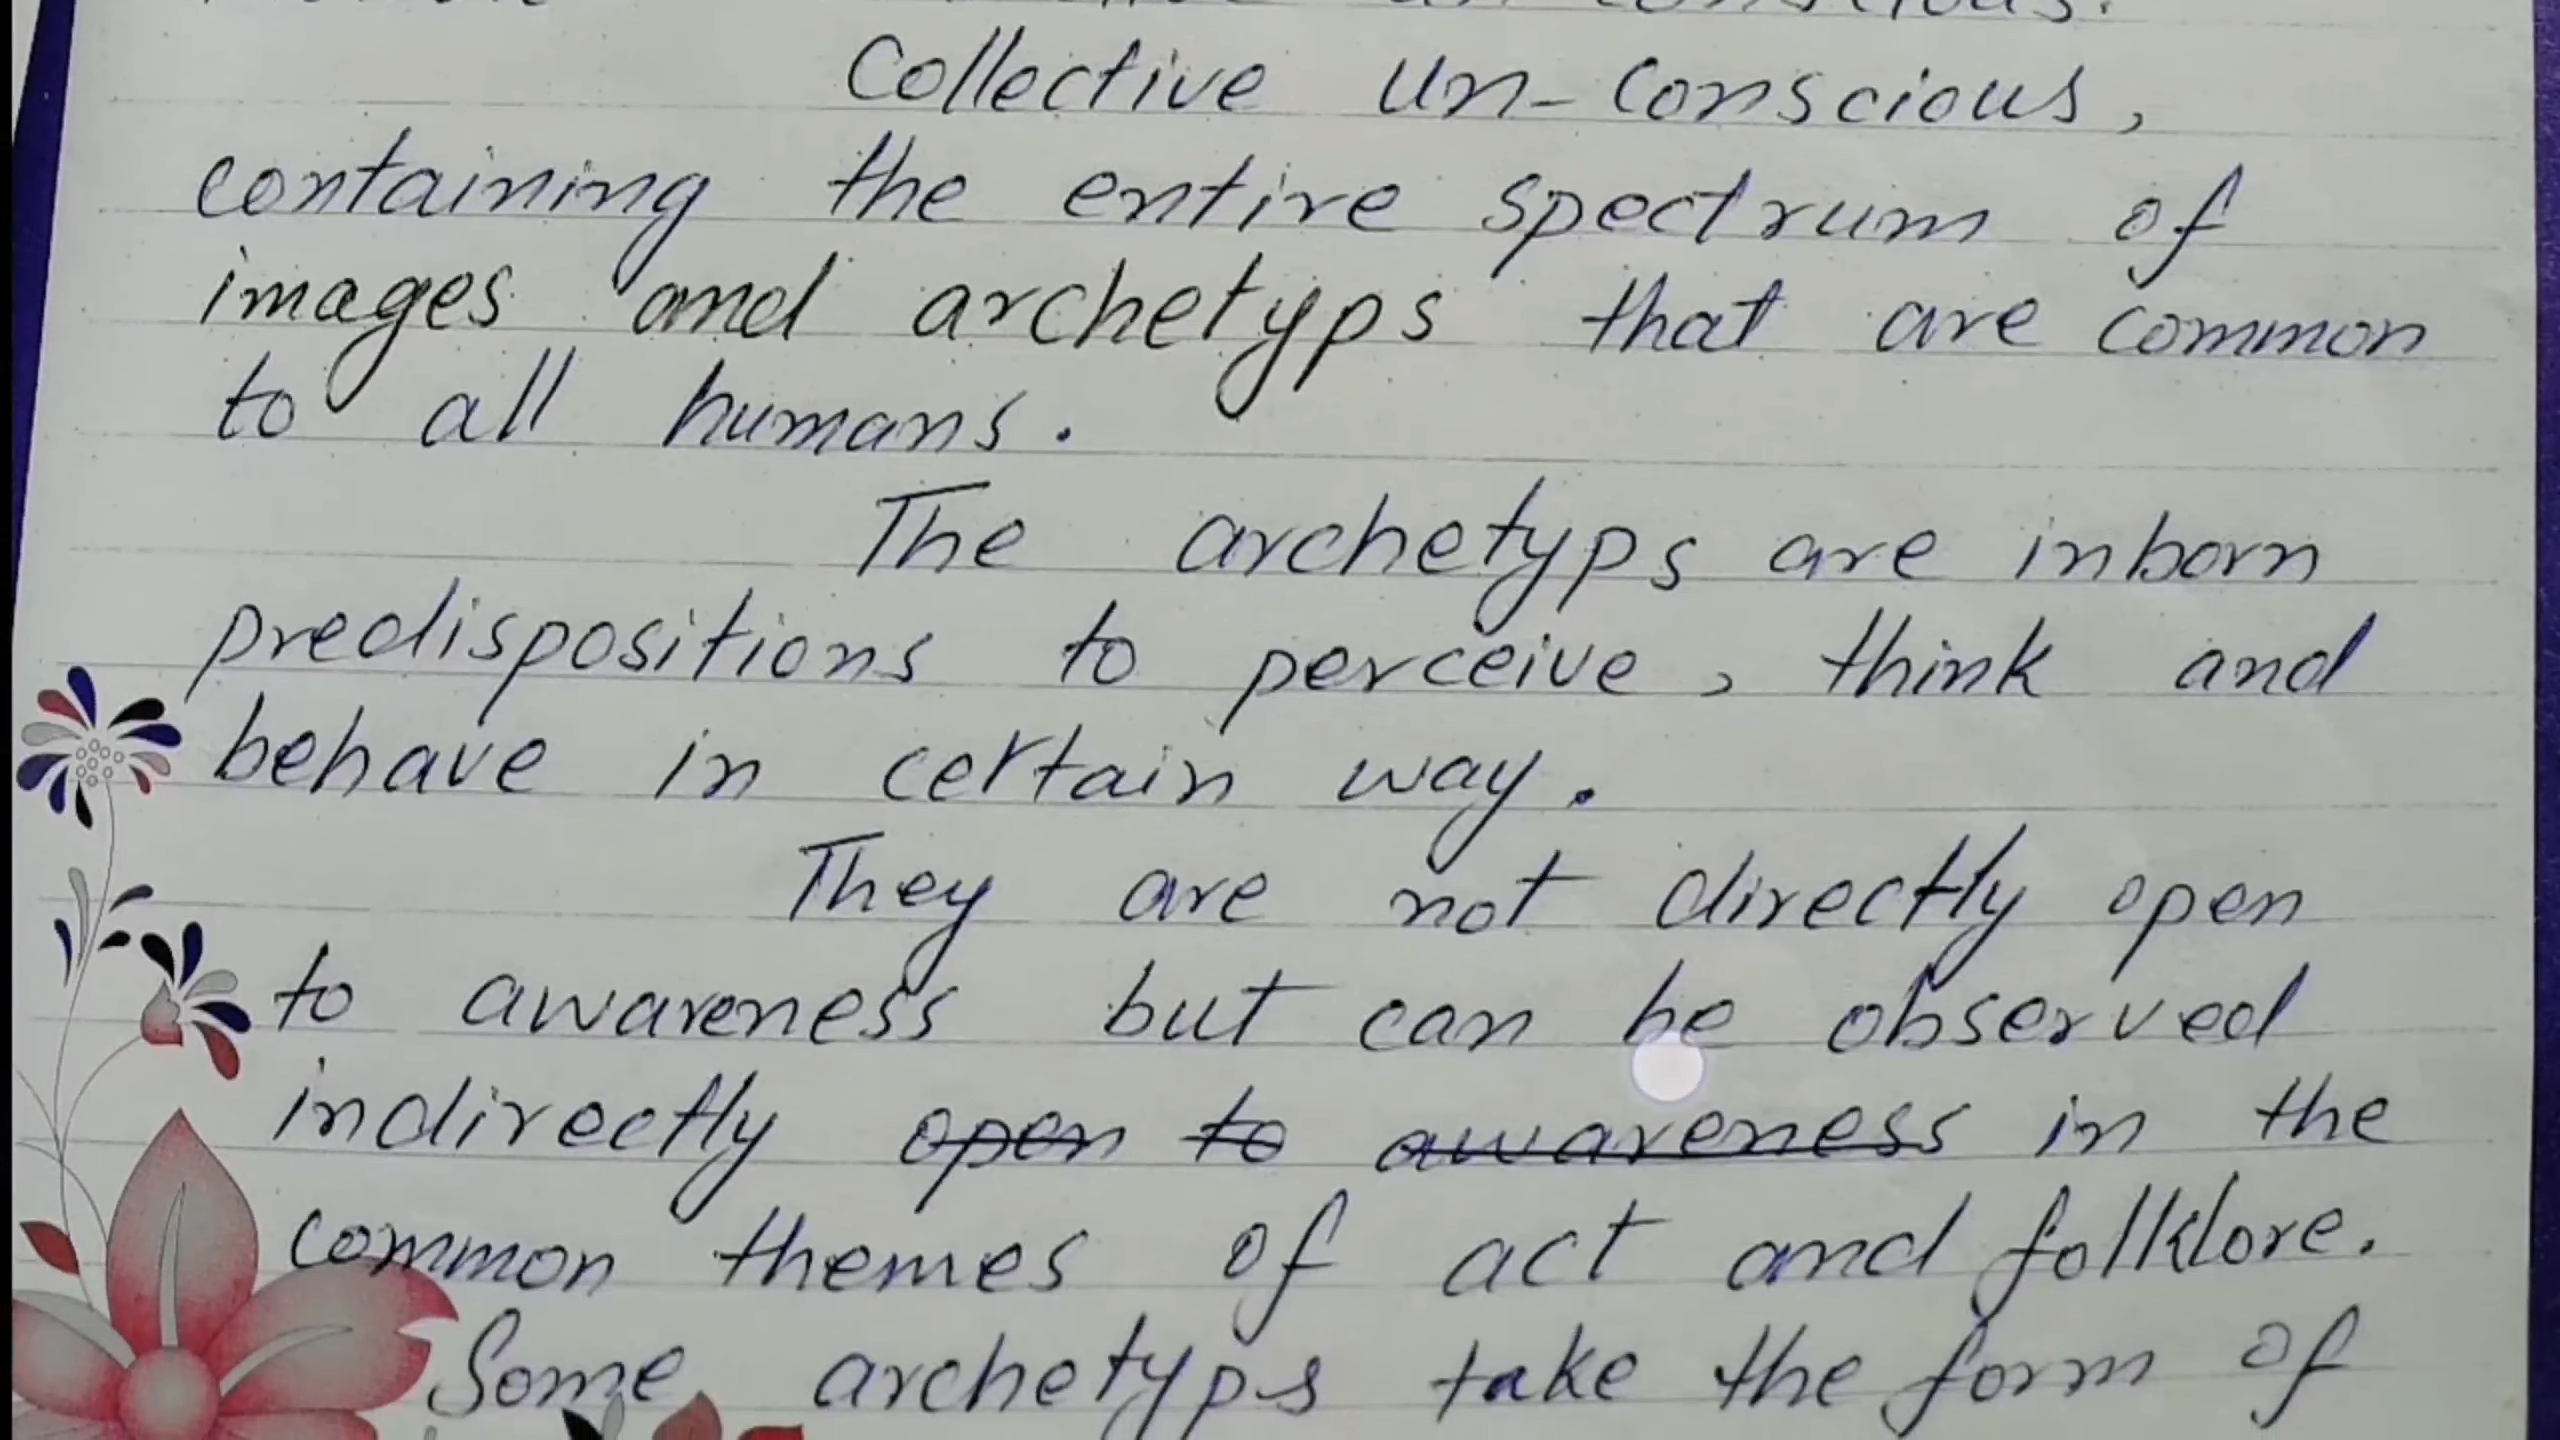 un conscious.
Collective Un-Conscious,
containing the entire spectrum of
images and archetyps that are common
to all humans.
The archetyps are inborn
predispositions to perceive, think and
behave in certain way.
They are not directly open
to awareness but can be observed
indirectly open to awareness in the
common themes of act and folklore.
Some archetyps take the form of